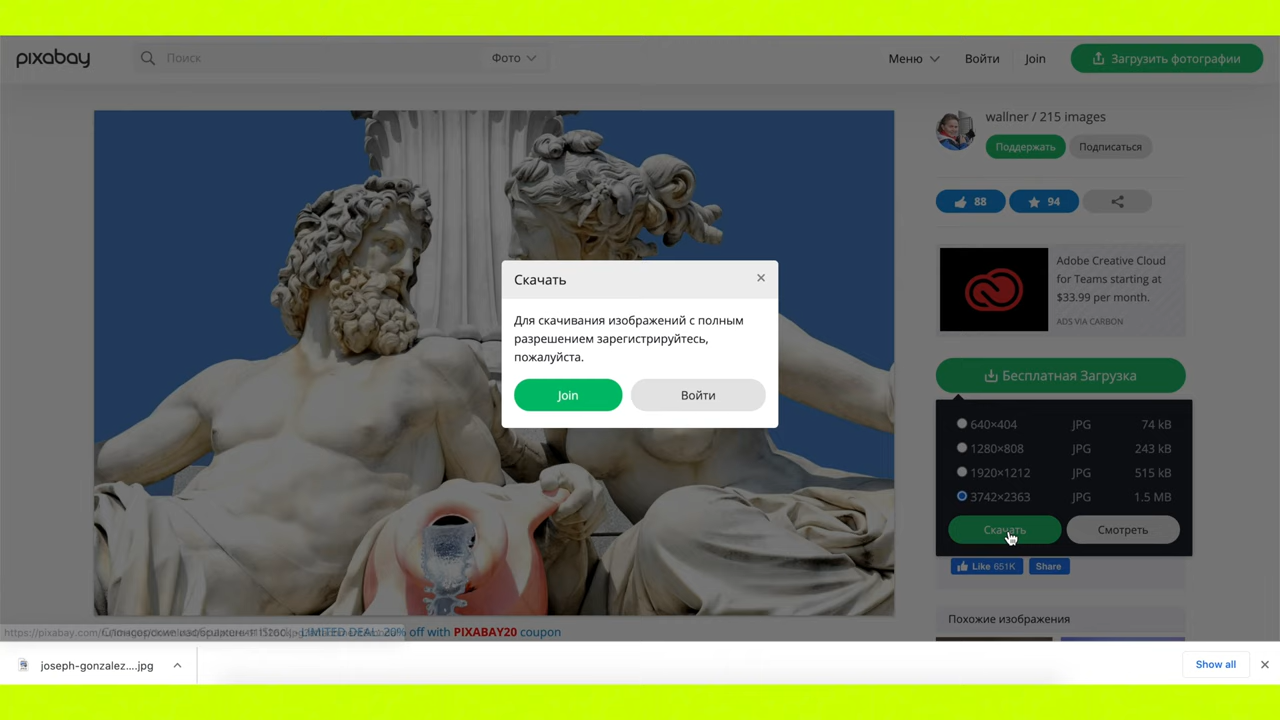 pixabay
Поиск
Фото
Меню
Войти
Join
Загрузить фотографии
wallner / 215 images
Поддержать
Подписаться
88
94
Adobe Creative Cloud
for Teams starting at
$33.99 per month.
ADS VIA CARBON
Скачать
×
Для скачивания изображений с полным
разрешением зарегистрируйтесь,
пожалуйста.
Join
Войти
Бесплатная Загрузка
640×404 JPG 74 kB
1280×808 JPG 243 kB
1920×1212 JPG 515 kB
3742×2363 JPG 1.5 MB
Скачать
Смотреть
Like 651K
Share
Похожие изображения
LIMITED DEAL: 20% off with PIXABAY20 coupon
joseph-gonzalez....jpg
Show all